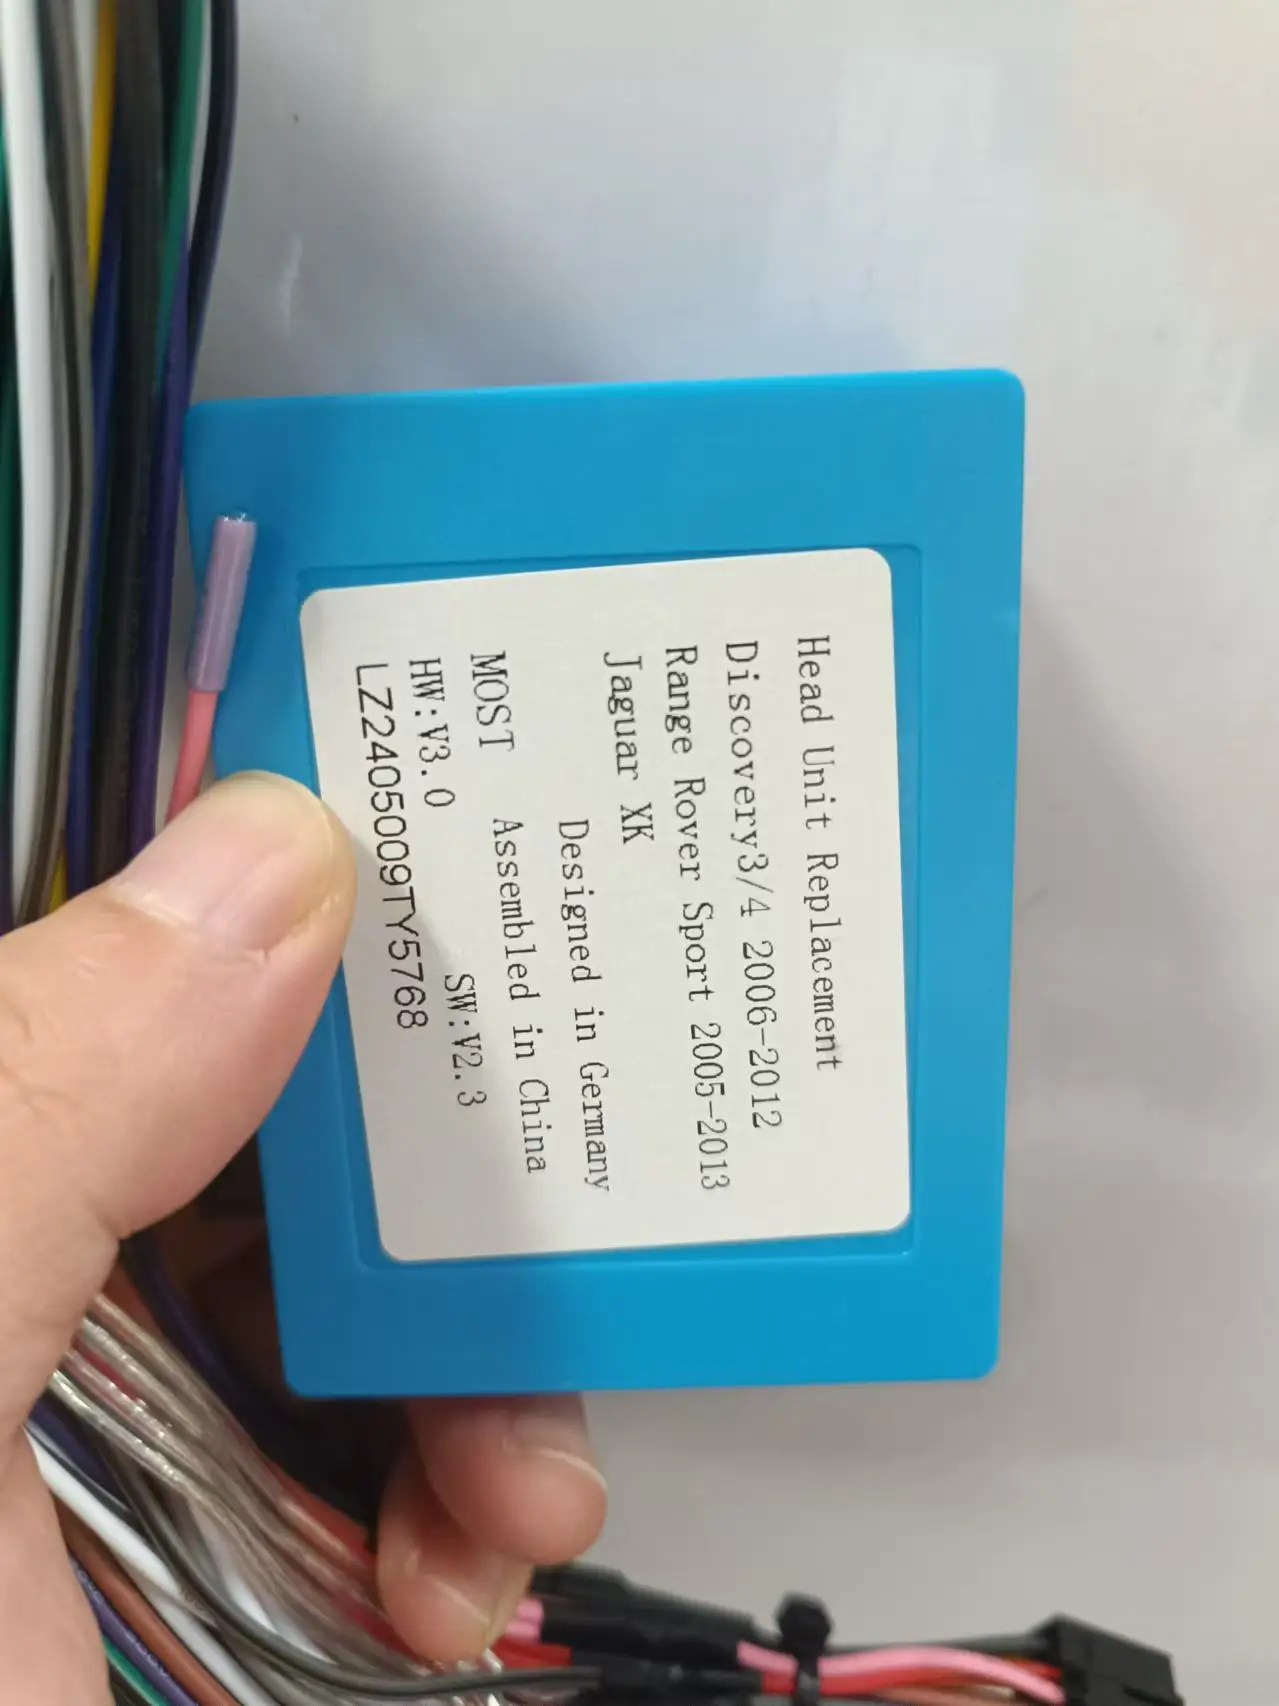 Head Unit Replacement
Discovery3/4 2006-2012
Range Rover Sport 2005-2013
Jaguar XK
Designed in Germany
MOST Assembled in China
HW:V3.0 SW:V2.3
LZ2405009TY5768